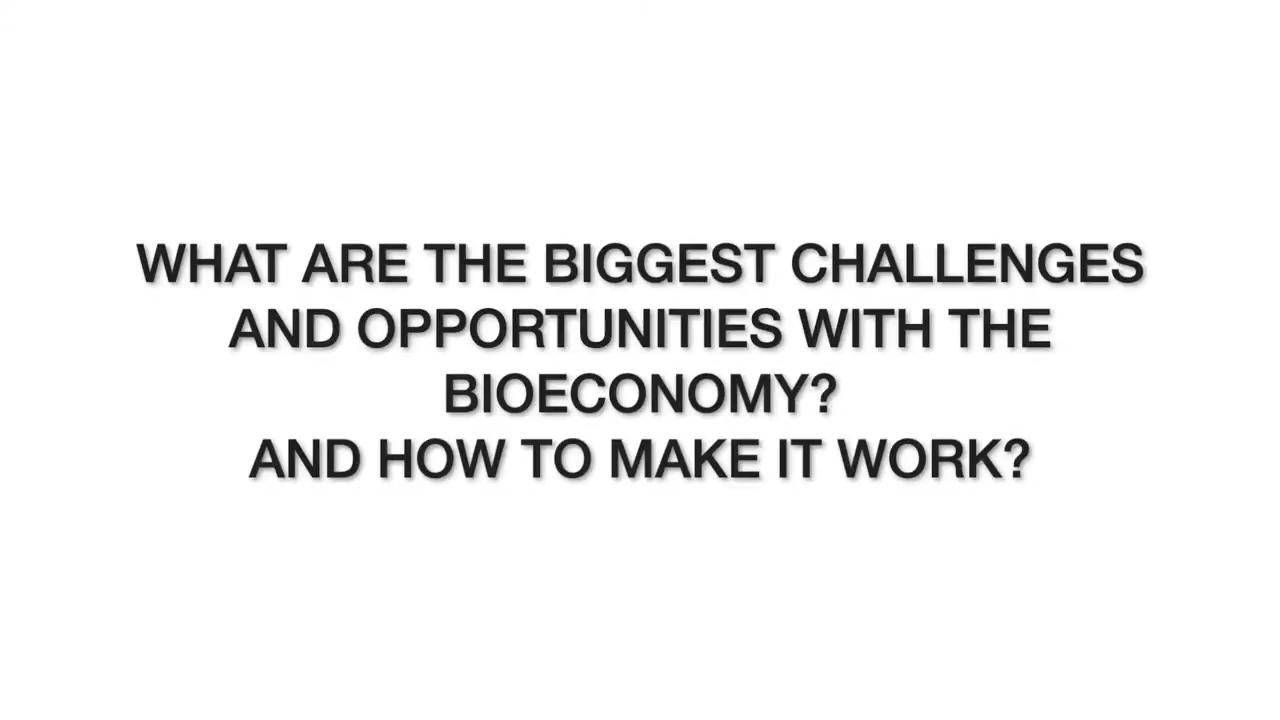 WHAT ARE THE BIGGEST CHALLENGES
AND OPPORTUNITIES WITH THE
BIOECONOMY?
AND HOW TO MAKE IT WORK?